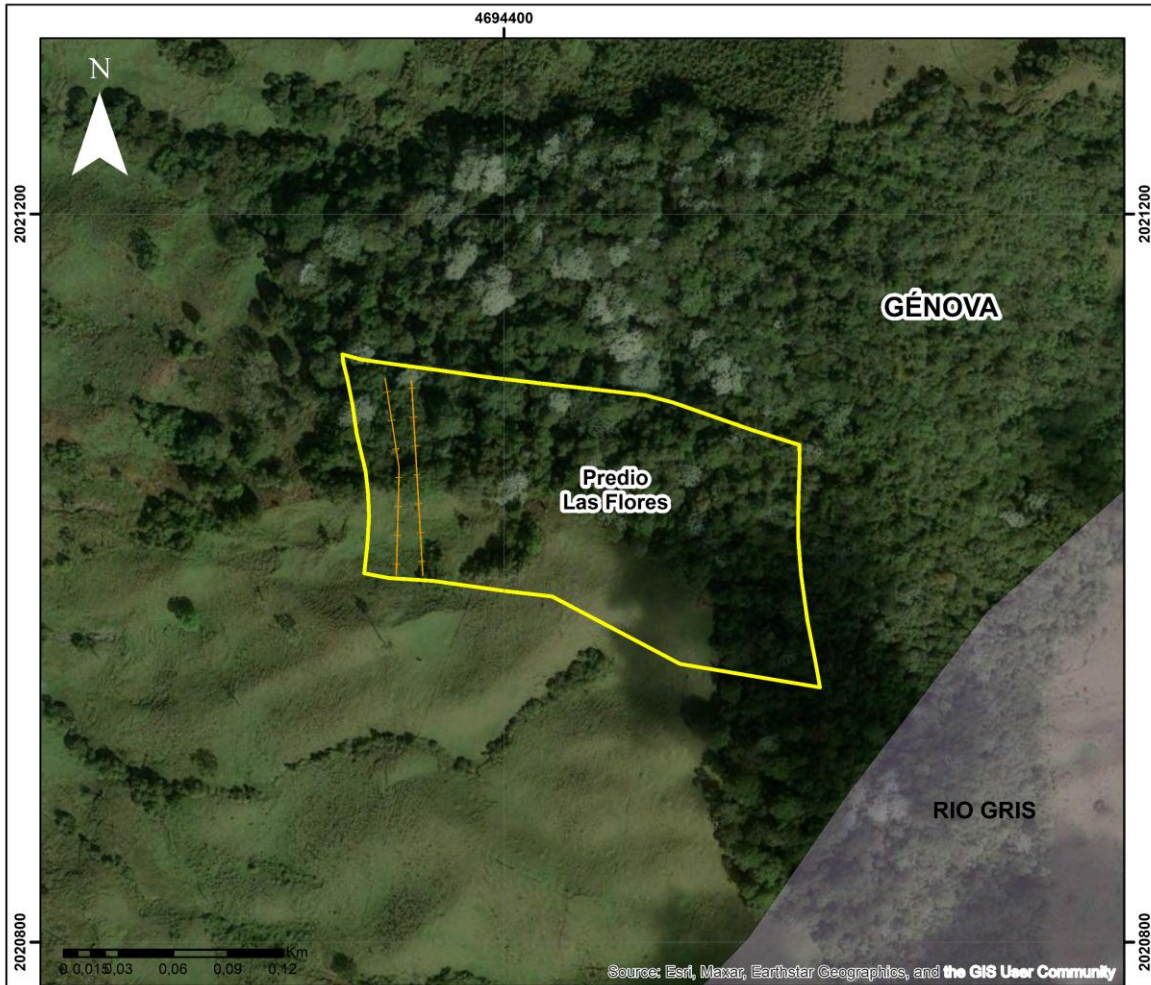 4694400
N
2021200
2021200
GÉNOVA
Predio
Las Flores
RIO GRIS
2020800
2020800
Km
0 0,015 0,03 0,06 0,09 0,12
Source: Esri, Maxar, Earthstar Geographics, and the GIS User Community